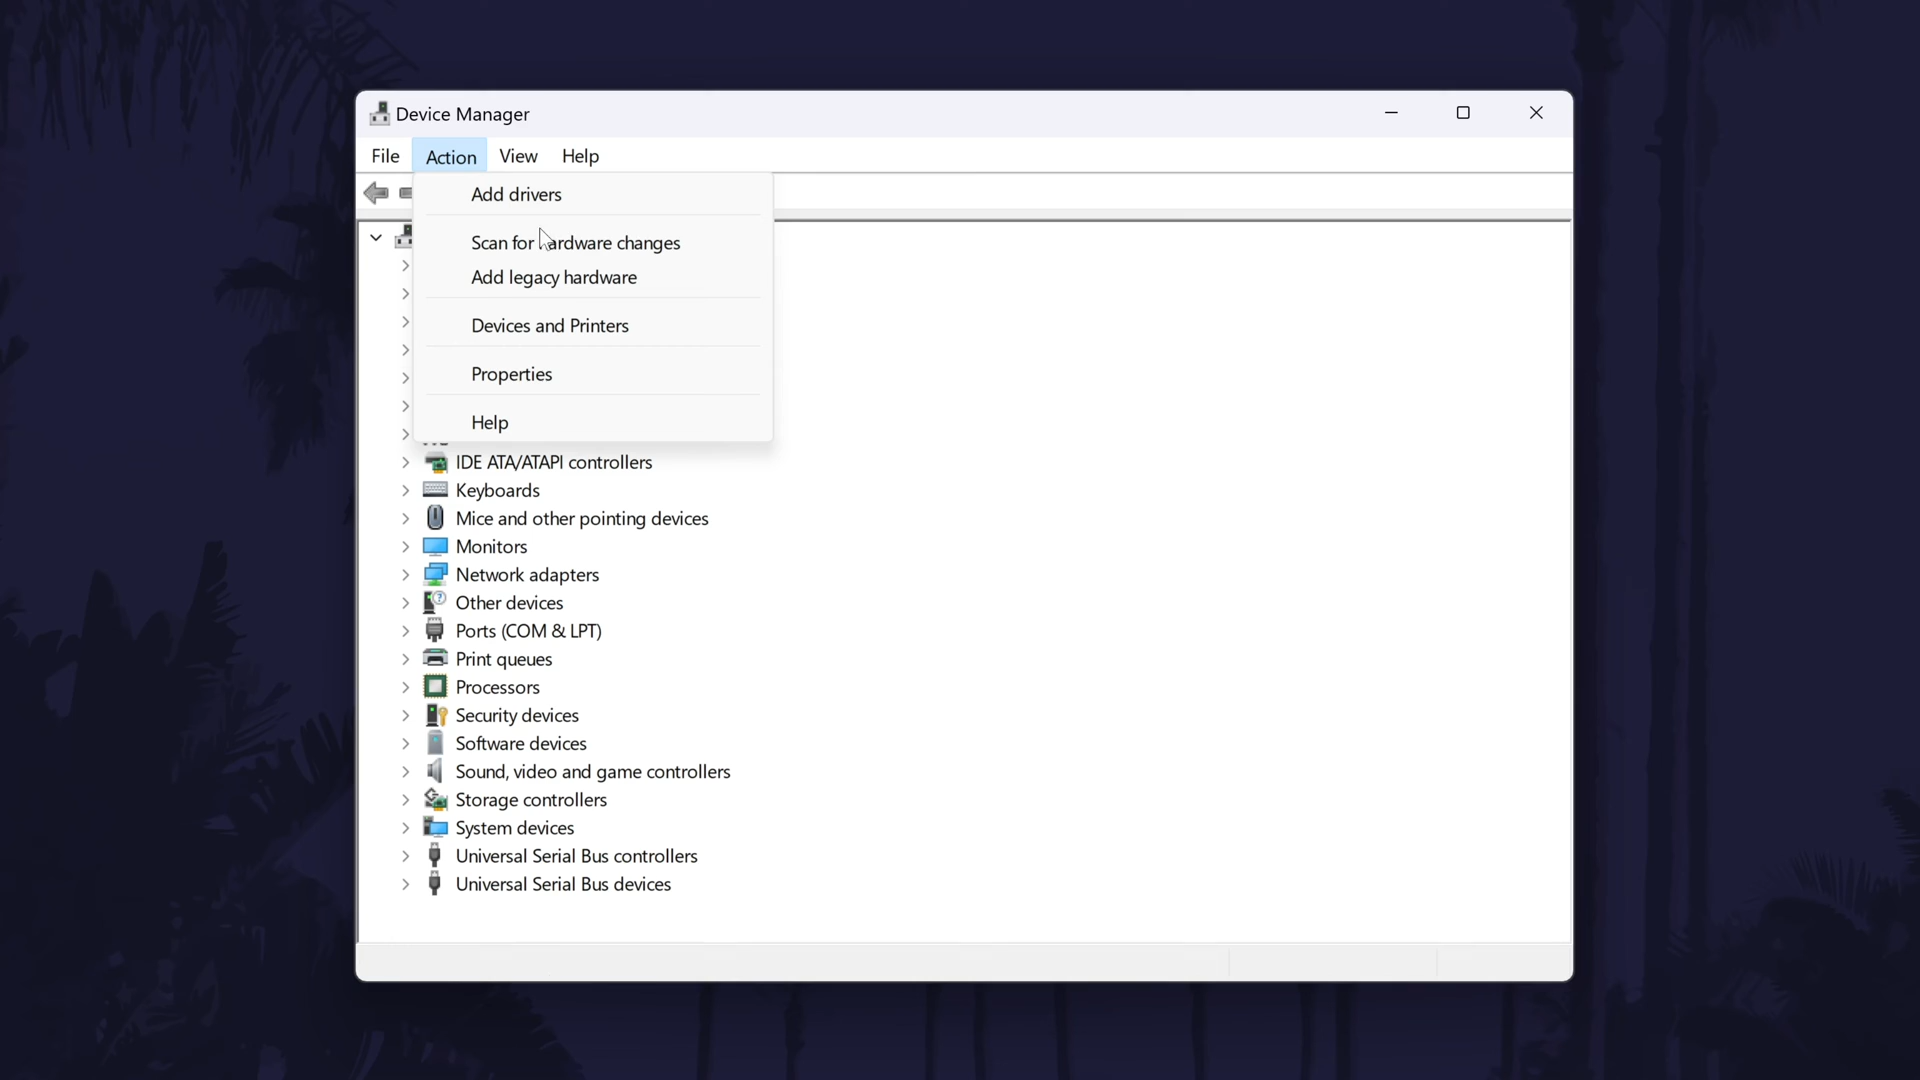 Device Manager
File Action View Help
Add drivers
Scan for hardware changes
Add legacy hardware
Devices and Printers
Properties
Help
IDE ATA/ATAPI controllers
Keyboards
Mice and other pointing devices
Monitors
Network adapters
Other devices
Ports (COM & LPT)
Print queues
Processors
Security devices
Software devices
Sound, video and game controllers
Storage controllers
System devices
Universal Serial Bus controllers
Universal Serial Bus devices